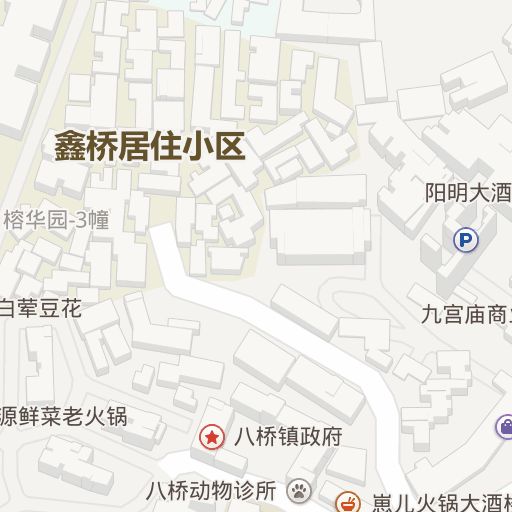 鑫桥居住小区
阳明大酒
榕华园-3幢
P
白荤豆花
九宫庙商
源鲜菜老火锅
八桥镇政府
八桥动物诊所
崽儿火锅大酒楼